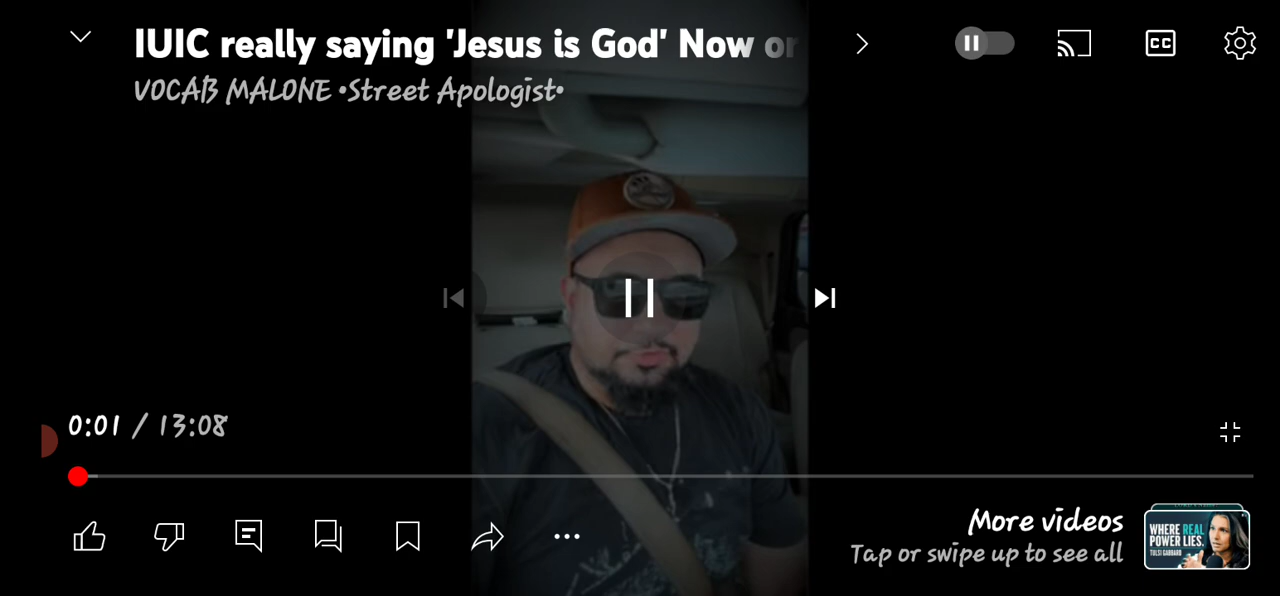 IUIC really saying 'Jesus is God' Now or
VOCAB MALONE •Street Apologist•
CC
0:01 / 13:08
More videos
Tap or swipe up to see all
WHERE REAL
POWER LIES.
TULSI GABBARD